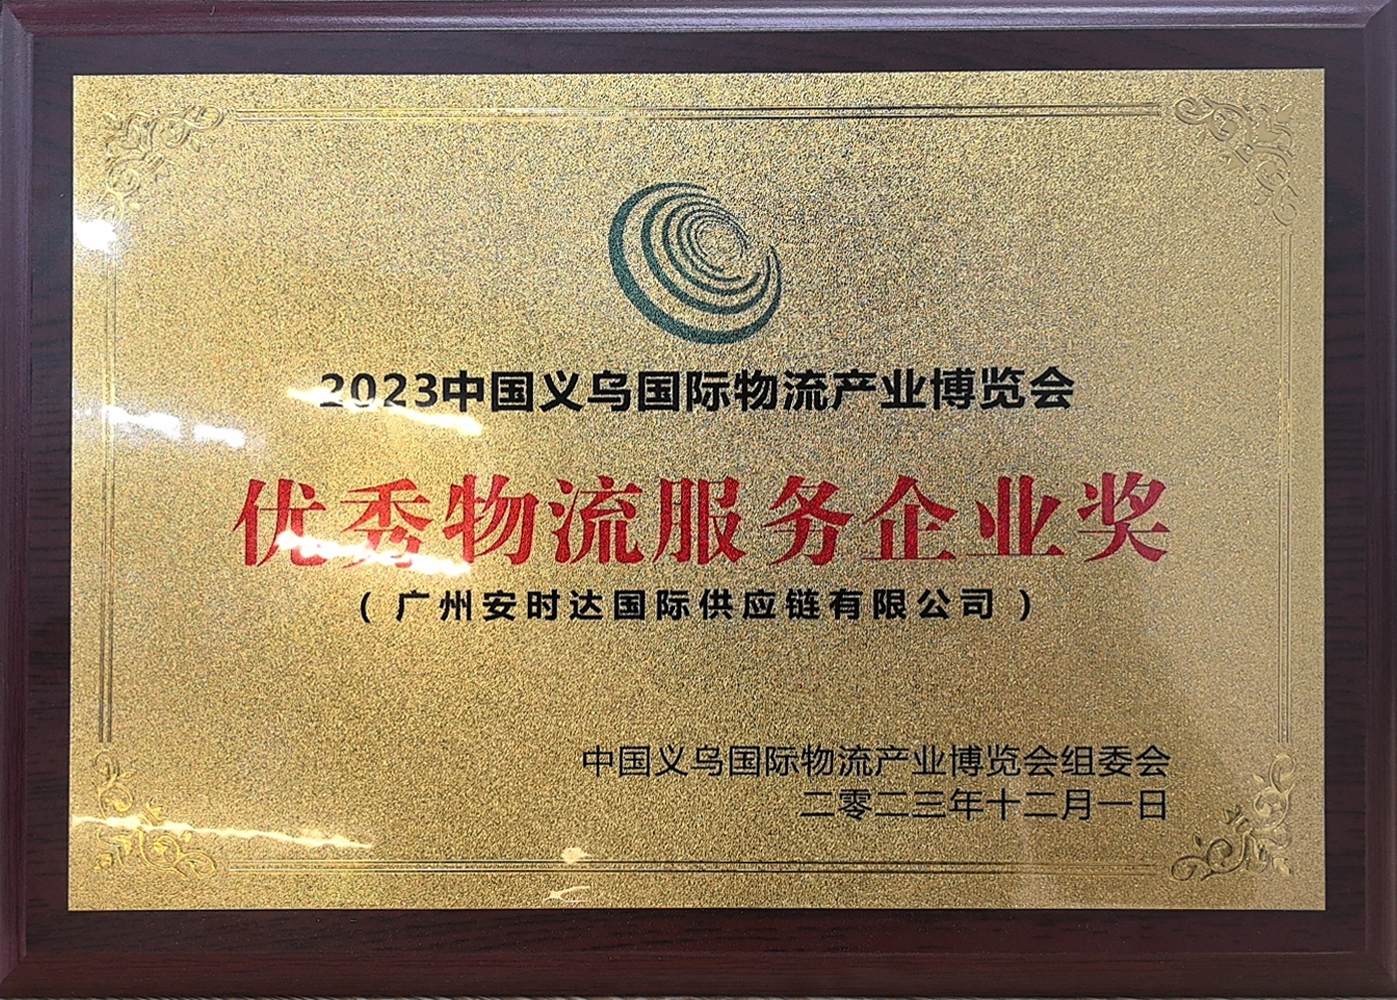 2023中国义乌国际物流产业博览会
优秀物流服务企业奖
（广州安时达国际供应链有限公司）
中国义乌国际物流产业博览会组委会
二零二三年十二月一日